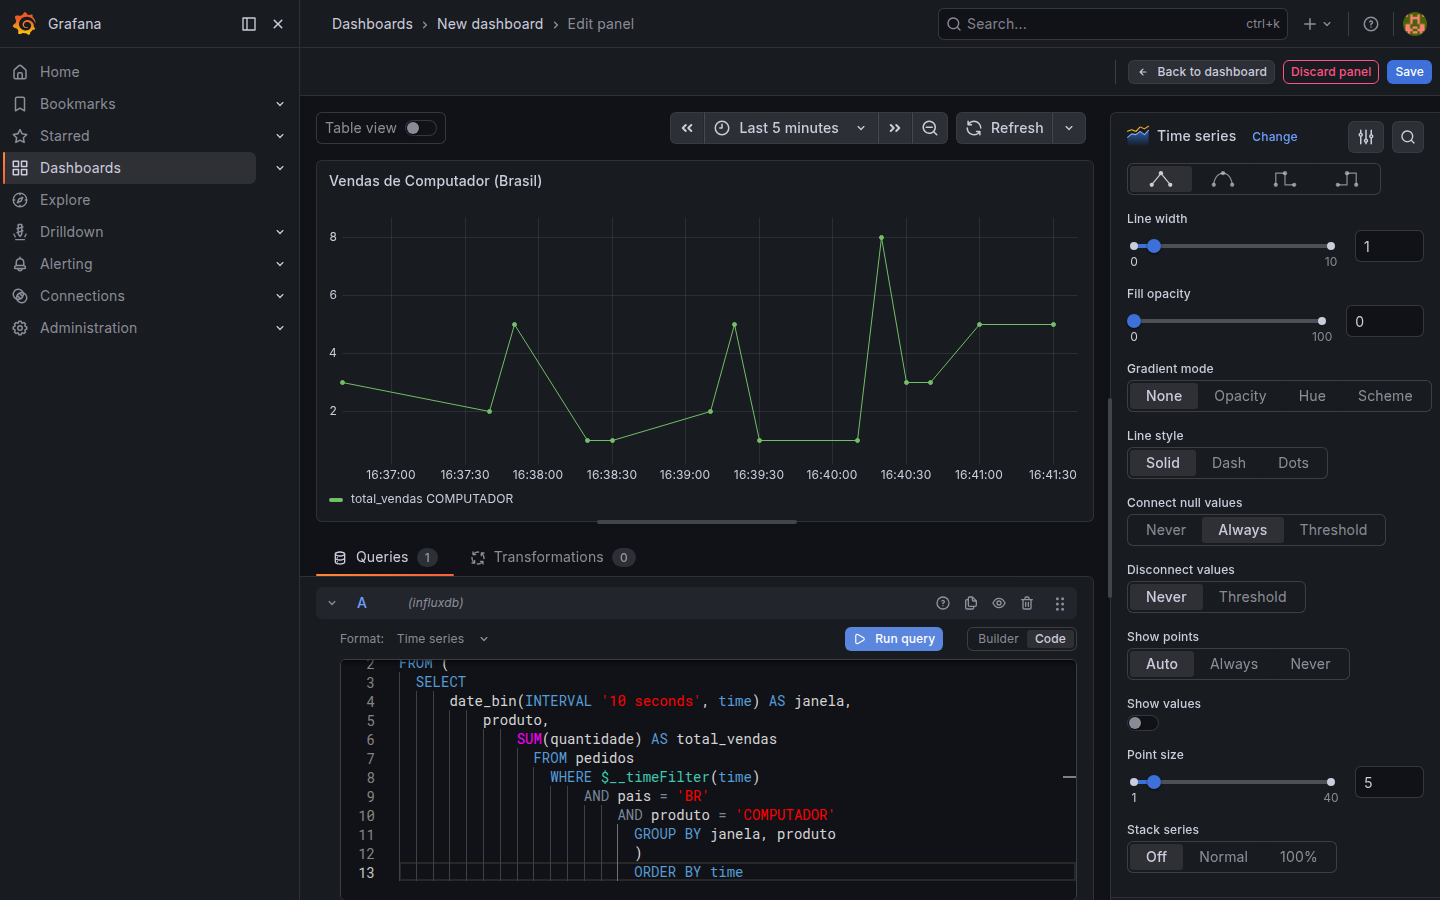 Grafana
Home
Bookmarks
Starred
Dashboards
Explore
Drilldown
Alerting
Connections
Administration
Dashboards › New dashboard › Edit panel
Search... ctrl+k
Back to dashboard
Discard panel
Save
Table view
Last 5 minutes
Refresh
Vendas de Computador (Brasil)
8
6
4
2
16:37:00 16:37:30 16:38:00 16:38:30 16:39:00 16:39:30 16:40:00 16:40:30 16:41:00 16:41:30
total_vendas COMPUTADOR
Queries 1
Transformations 0
A (influxdb)
Format: Time series
Run query
Builder Code
2 FROM (
3 SELECT
4 date_bin(INTERVAL '10 seconds', time) AS janela,
5 produto,
6 SUM(quantidade) AS total_vendas
7 FROM pedidos
8 WHERE $__timeFilter(time)
9 AND pais = 'BR'
10 AND produto = 'COMPUTADOR'
11 GROUP BY janela, produto
12 )
13 ORDER BY time
Time series Change
Line width
0 10 1
Fill opacity
0 100 0
Gradient mode
None Opacity Hue Scheme
Line style
Solid Dash Dots
Connect null values
Never Always Threshold
Disconnect values
Never Threshold
Show points
Auto Always Never
Show values
Point size
1 40 5
Stack series
Off Normal 100%